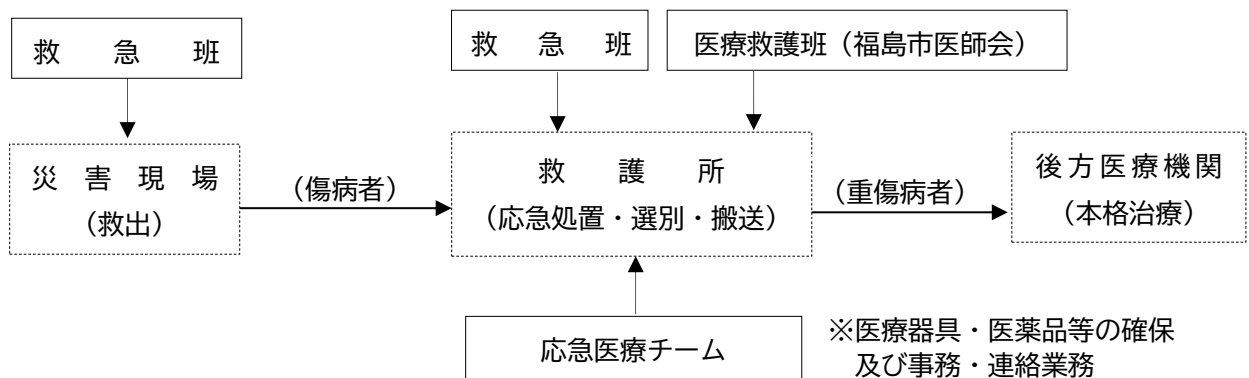 救急班
救急班
医療救護班（福島市医師会）
災害現場
（救出）
（傷病者）
救護所
（応急処置・選別・搬送）
（重傷病者）
後方医療機関
（本格治療）
応急医療チーム
※医療器具・医薬品等の確保
及び事務・連絡業務